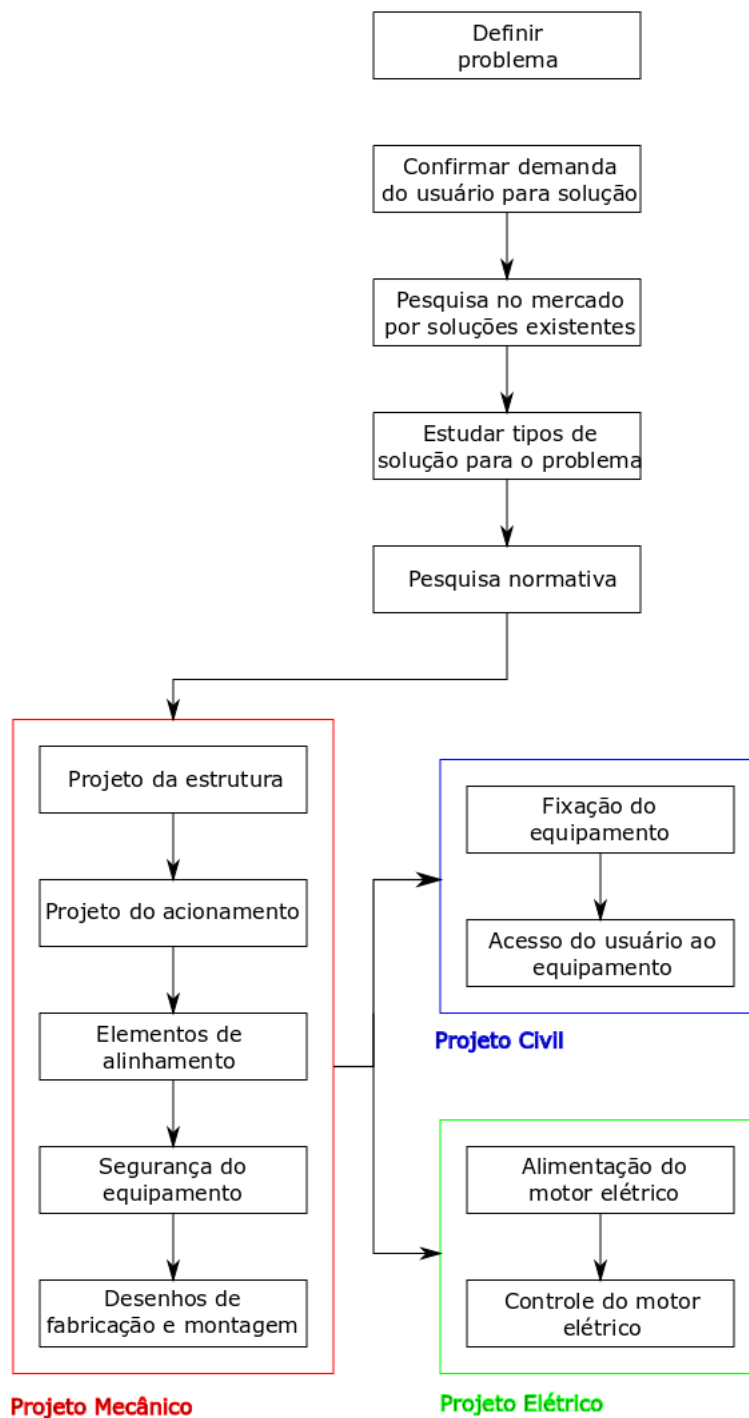 Definir
problema
Confirmar demanda
do usuário para solução
Pesquisa no mercado
por soluções existentes
Estudar tipos de
solução para o problema
Pesquisa normativa
Projeto da estrutura
Projeto do acionamento
Elementos de
alinhamento
Segurança do
equipamento
Desenhos de
fabricação e montagem
Projeto Mecânico
Fixação do
equipamento
Acesso do usuário ao
equipamento
Projeto Civil
Alimentação do
motor elétrico
Controle do motor
elétrico
Projeto Elétrico